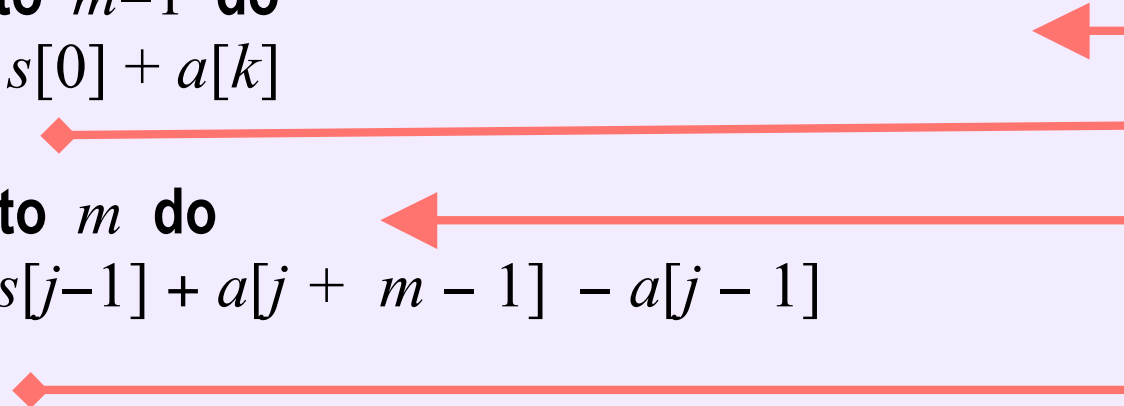 to m–1 do
s[0] + a[k]
to m do
s[j–1] + a[j + m – 1] – a[j – 1]